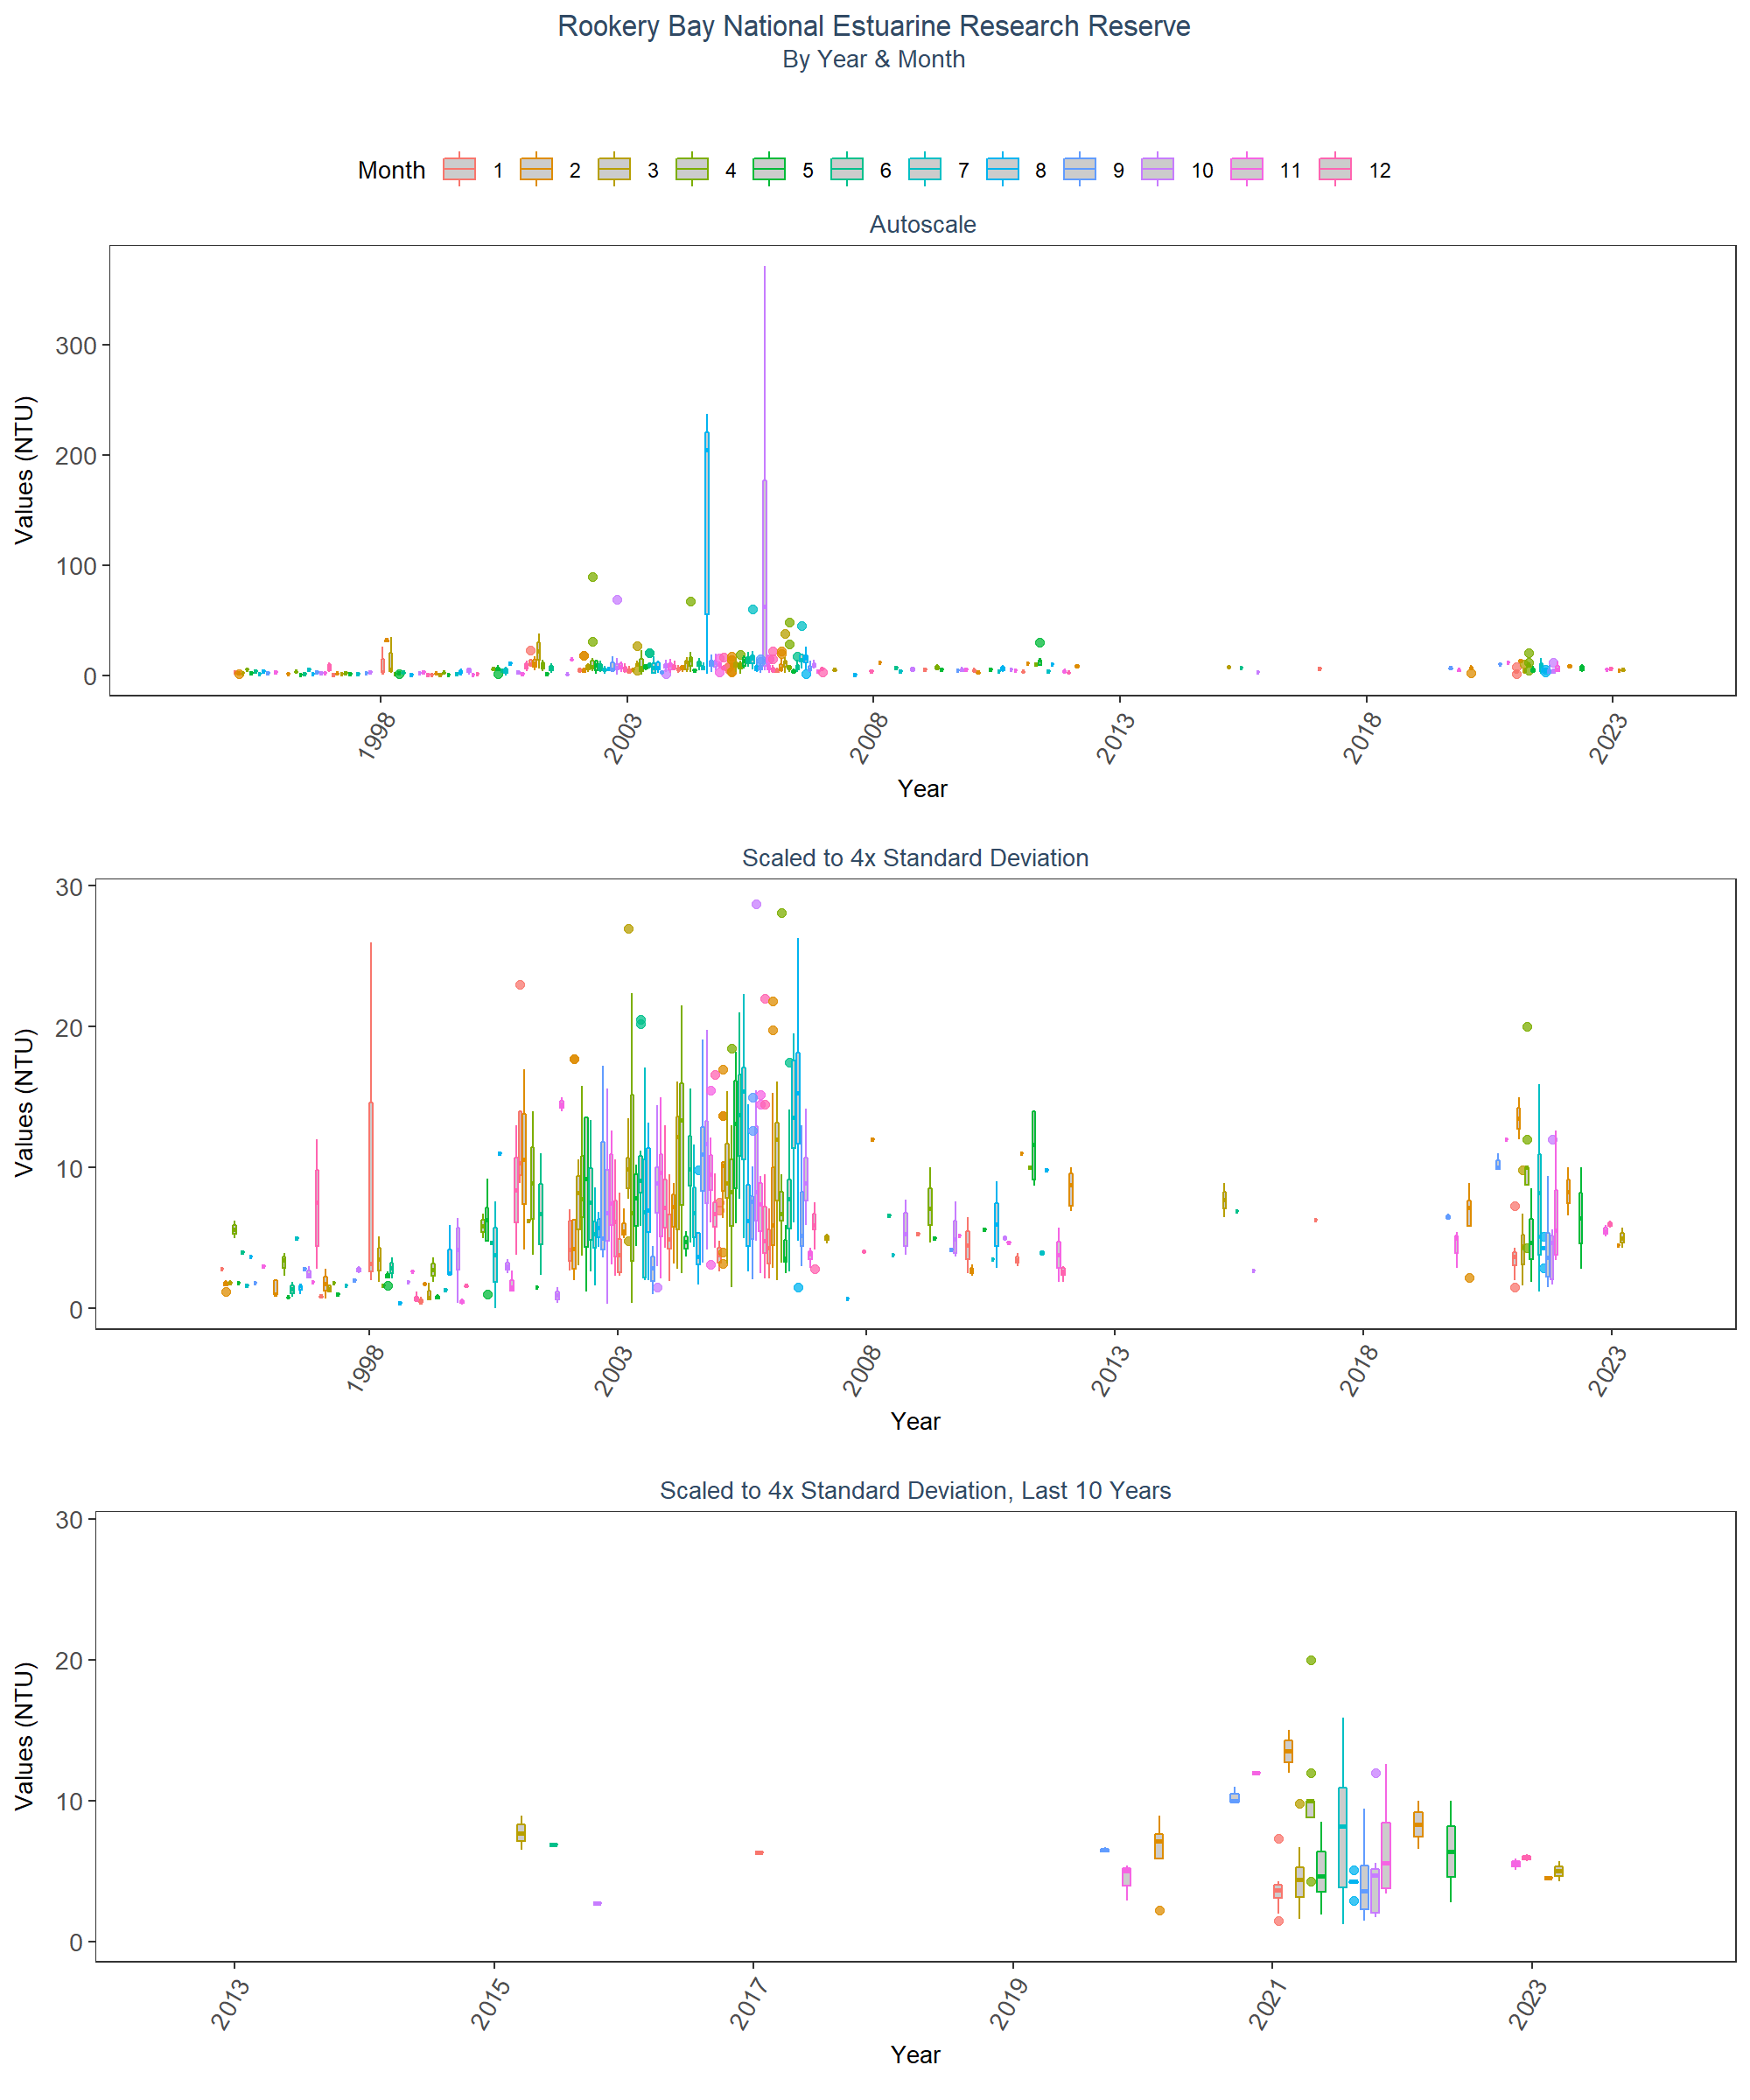 Rookery Bay National Estuarine Research Reserve
By Year & Month
Month 1 2 3 4 5 6 7 8 9 10 11 12
Autoscale
Values (NTU)
300
200
100
0
1998 2003 2008 2013 2018 2023
Year
Scaled to 4x Standard Deviation
Values (NTU)
30
20
10
0
1998 2003 2008 2013 2018 2023
Year
Scaled to 4x Standard Deviation, Last 10 Years
Values (NTU)
30
20
10
0
2013 2015 2017 2019 2021 2023
Year